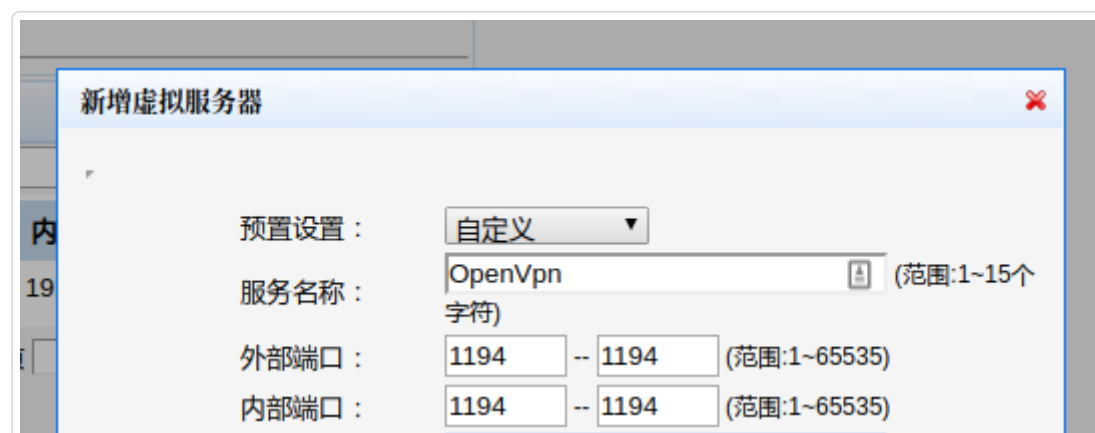 新增虚拟服务器
预置设置： 自定义
内
服务名称： OpenVpn (范围:1~15个
字符)
19
外部端口： 1194 -- 1194 (范围:1~65535)
内部端口： 1194 -- 1194 (范围:1~65535)